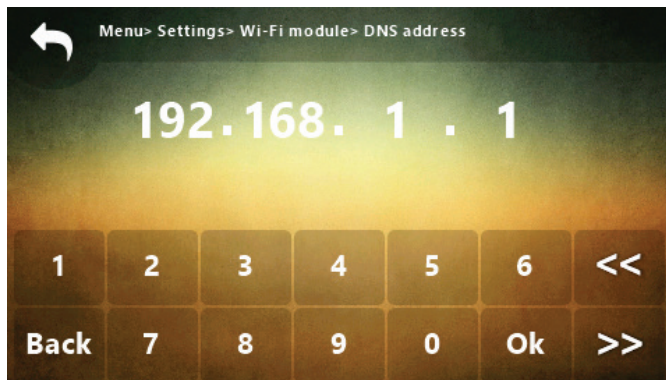 Menu> Settings> Wi-Fi module> DNS address
192.168. 1 . 1
1 2 3 4 5 6 <<
Back 7 8 9 0 Ok >>